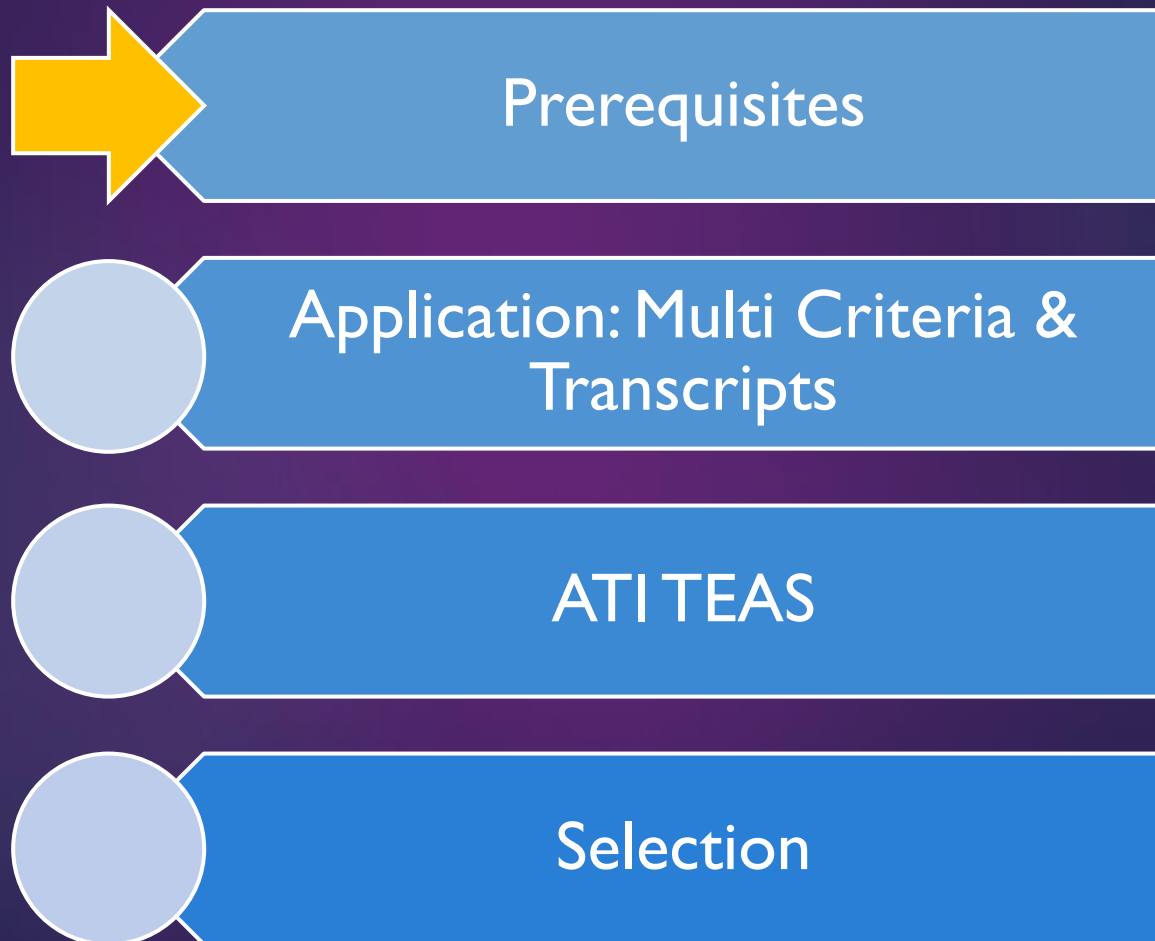 Prerequisites
Application: Multi Criteria &
Transcripts
ATI TEAS
Selection